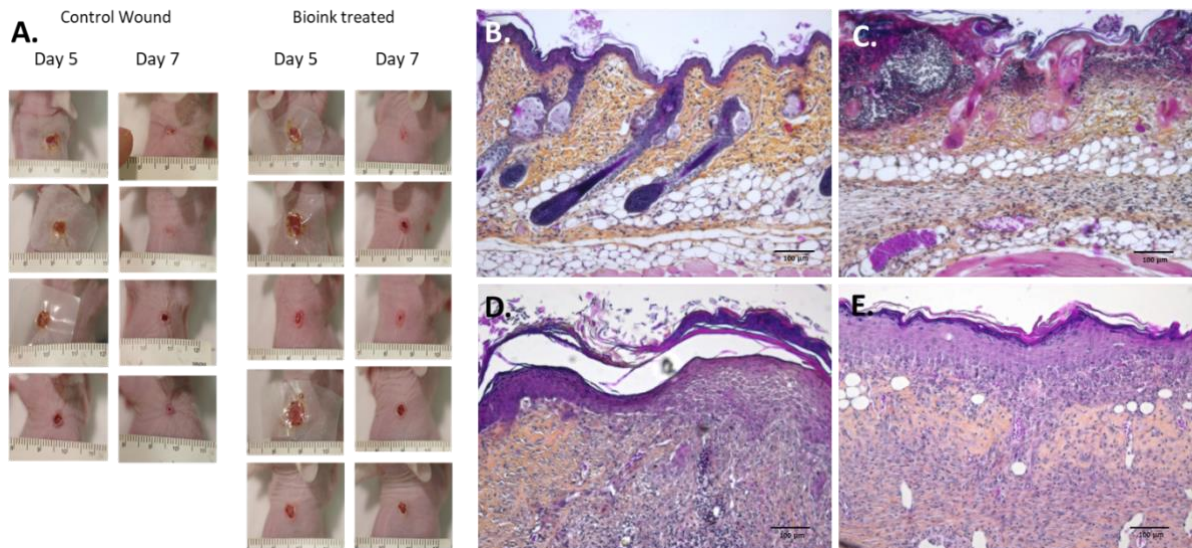 A.
Control Wound
Bioink treated
Day 5
Day 7
Day 5
Day 7
B.
100 µm
C.
100 µm
D.
100 µm
E.
100 µm